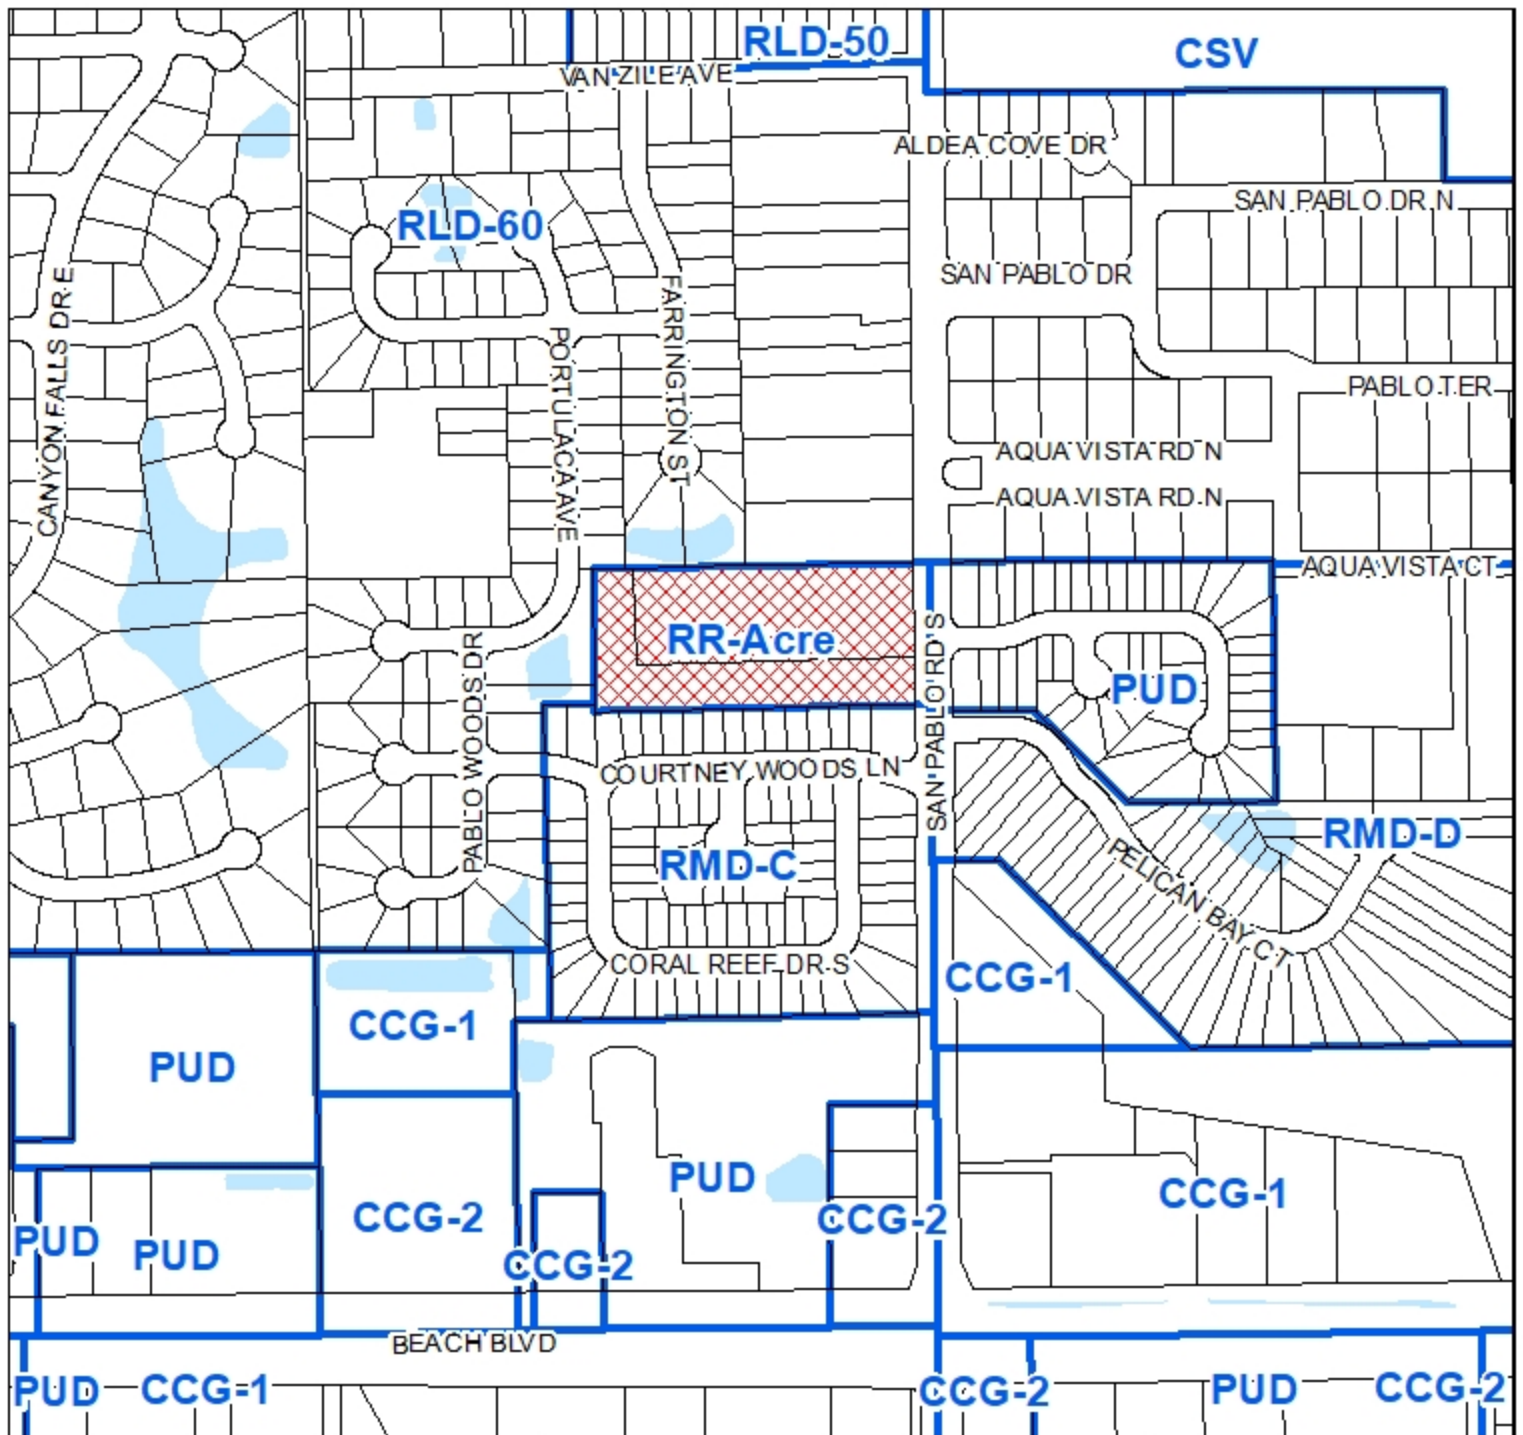 RLD-50
CSV
VAN ZILE AVE
ALDEA COVE DR
SAN PABLO DR N
RLD-60
SAN PABLO DR
CANYON FALLS DR E
FARRINGTON ST
PORTULACA AVE
PABLO TER
AQUA VISTA RD N
AQUA VISTA RD N
AQUA VISTA CT
RR-Acre
SAN PABLO RD S
PUD
PABLO WOODS DR
COURTNEY WOODS LN
RMD-D
RMD-C
PELICAN BAY CT
CORAL REEF DR S
CCG-1
CCG-1
PUD
PUD
CCG-1
CCG-2
CCG-2
PUD
PUD
CCG-2
BEACH BLVD
PUD
CCG-1
CCG-2
PUD
CCG-2